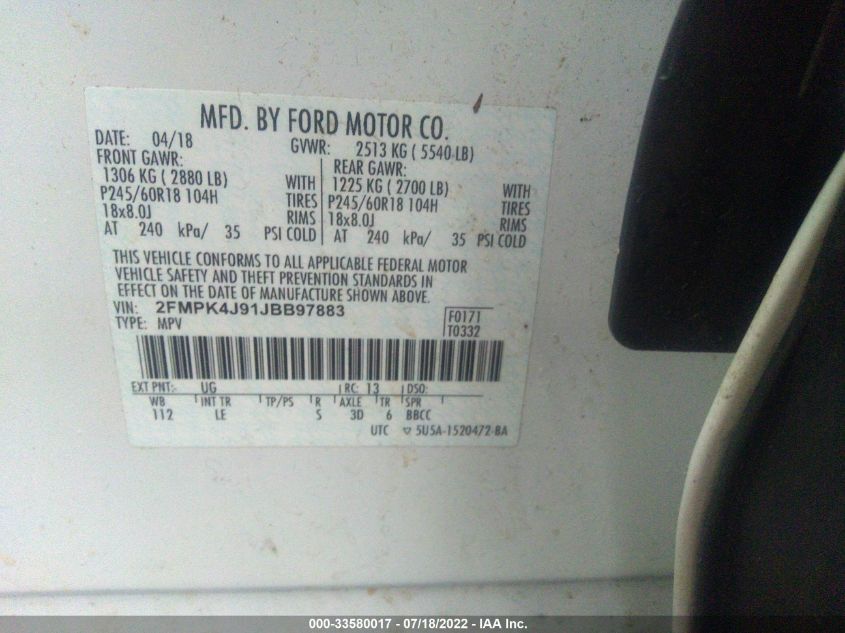 MFD. BY FORD MOTOR CO.
DATE: 04/18 GVWR: 2513 KG ( 5540 LB)
FRONT GAWR: REAR GAWR:
1306 KG ( 2880 LB) WITH 1225 KG ( 2700 LB) WITH
P245/60R18 104H TIRES P245/60R18 104H TIRES
18x8.0J RIMS 18x8.0J RIMS
AT 240 kPa/ 35 PSI COLD AT 240 kPa/ 35 PSI COLD
THIS VEHICLE CONFORMS TO ALL APPLICABLE FEDERAL MOTOR
VEHICLE SAFETY AND THEFT PREVENTION STANDARDS IN
EFFECT ON THE DATE OF MANUFACTURE SHOWN ABOVE.
VIN: 2FMPK4J91JBB97883 F0171
TYPE: MPV T0332
EXT PNT: UG RC: 13 DSO:
WB INT TR TP/PS R AXLE TR SPR
112 LE S 3D 6 BBCC
UTC ▽ 5U5A-1520472-BA
000-33580017 - 07/18/2022 - IAA Inc.